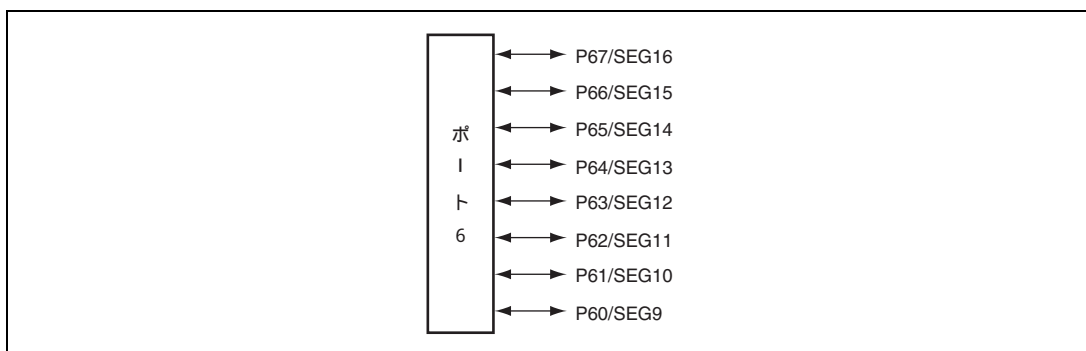 ポート6
P67/SEG16
P66/SEG15
P65/SEG14
P64/SEG13
P63/SEG12
P62/SEG11
P61/SEG10
P60/SEG9